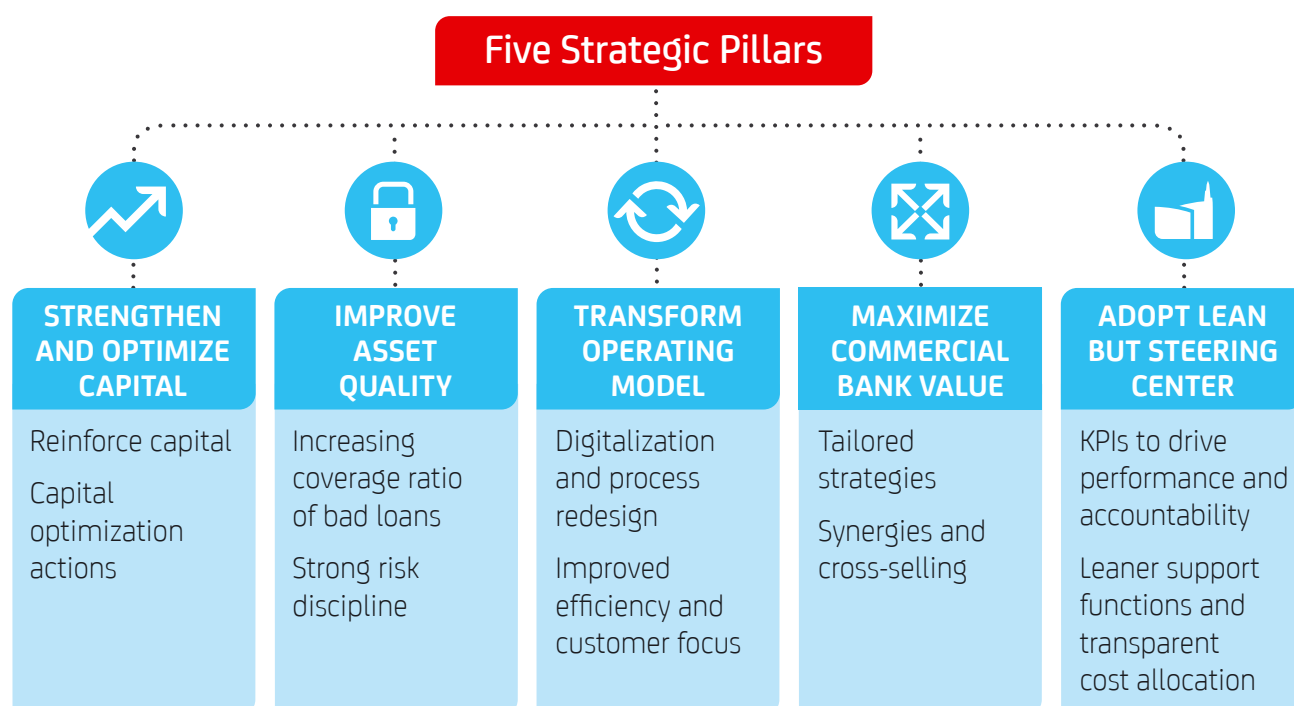 Five Strategic Pillars
STRENGTHEN
AND OPTIMIZE
CAPITAL
Reinforce capital
Capital
optimization
actions
IMPROVE
ASSET
QUALITY
Increasing
coverage ratio
of bad loans
Strong risk
discipline
TRANSFORM
OPERATING
MODEL
Digitalization
and process
redesign
Improved
efficiency and
customer focus
MAXIMIZE
COMMERCIAL
BANK VALUE
Tailored
strategies
Synergies and
cross-selling
ADOPT LEAN
BUT STEERING
CENTER
KPIs to drive
performance and
accountability
Leaner support
functions and
transparent
cost allocation